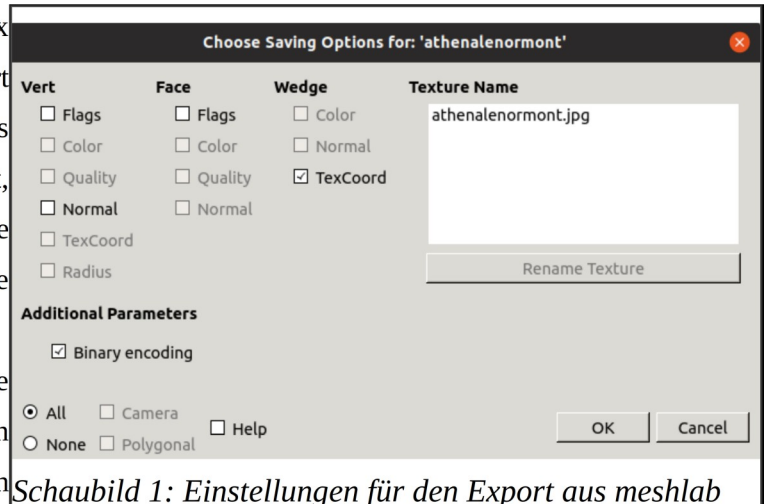 Choose Saving Options for: 'athenalenormont'
Vert Face Wedge Texture Name
Flags Flags Color athenalenormont.jpg
Color Color Normal
Quality Quality TexCoord
Normal Normal
TexCoord
Radius Rename Texture
Additional Parameters
Binary encoding
All Camera
Help OK Cancel
None Polygonal
Schaubild 1: Einstellungen für den Export aus meshlab